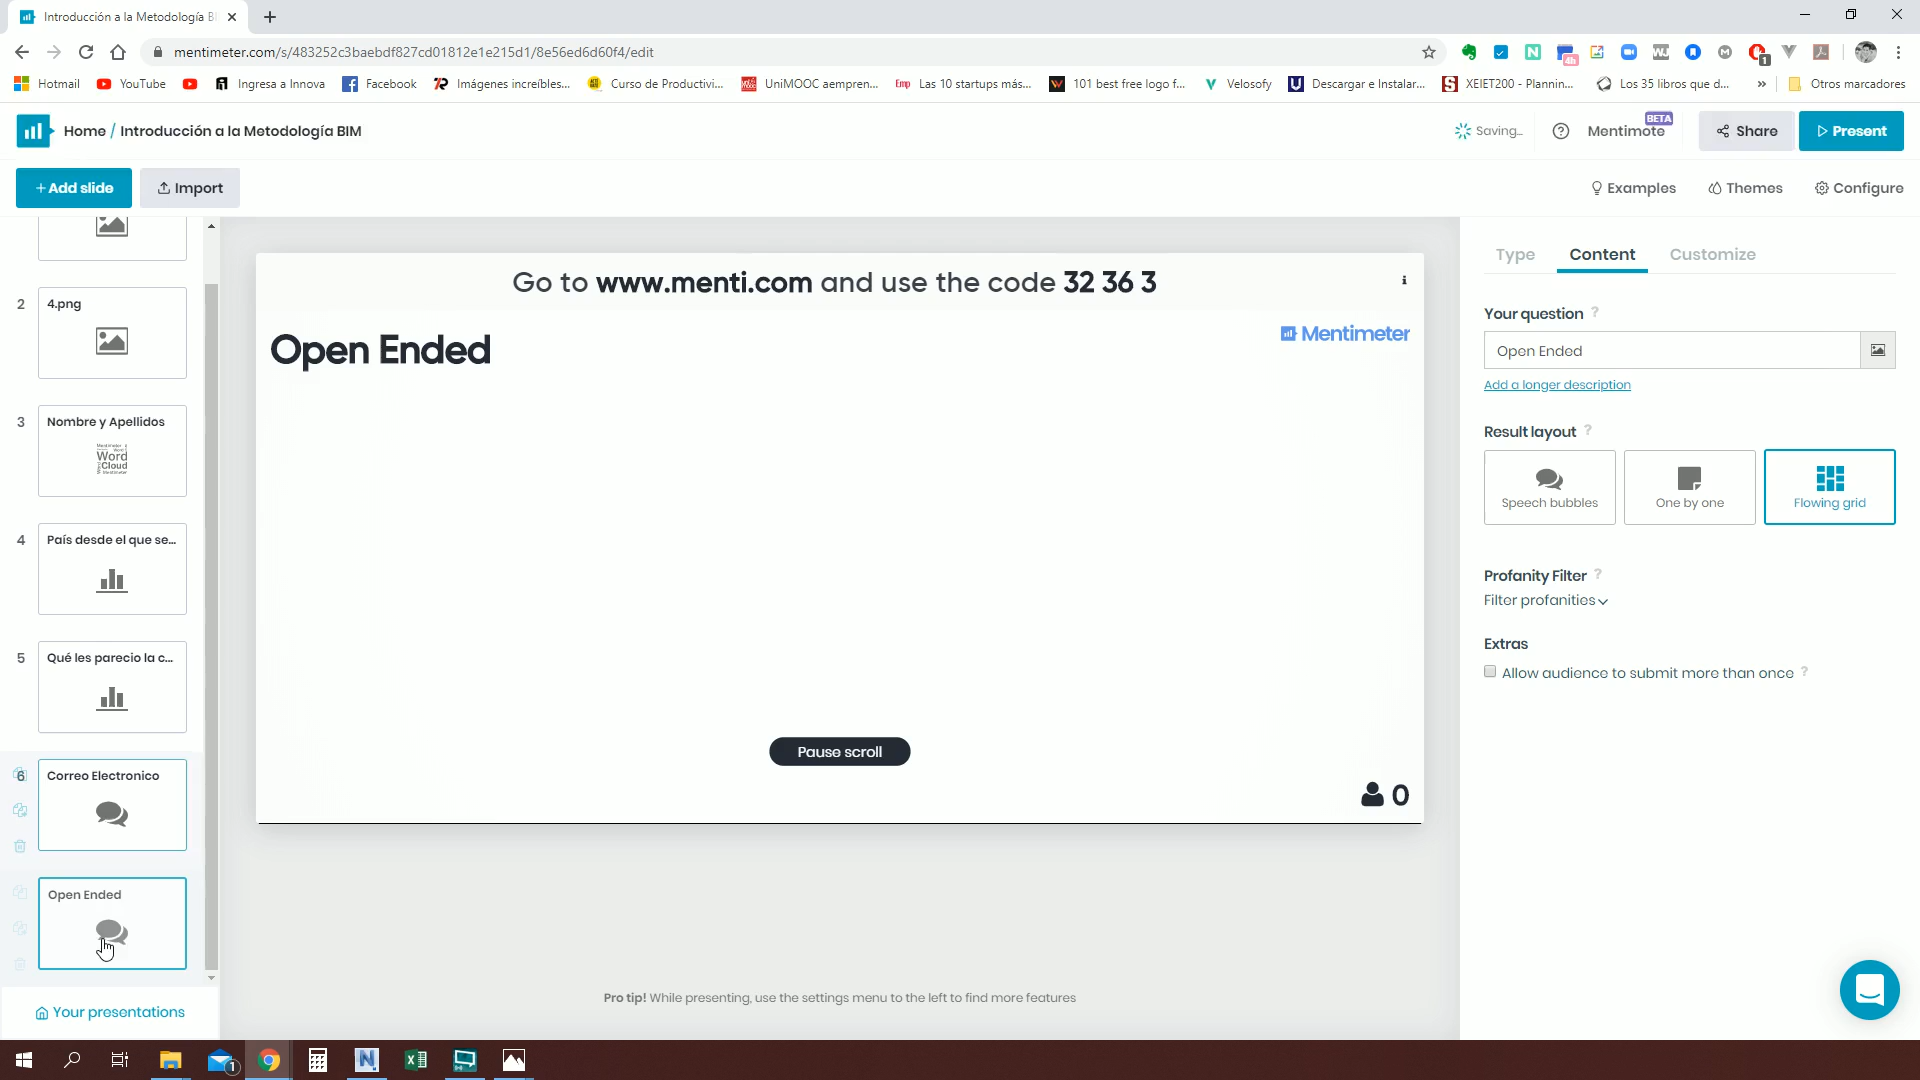 Introducción a la Metodología B
mentimeter.com/s/483252c3baebdf827cd01812e1e215d1/8e56ed6d60f4/edit
Hotmail YouTube Ingresa a Innova Facebook Imágenes increíbles... Curso de Productivi... UniMOOC aempren... Las 10 startups más... 101 best free logo f... Velosofy Descargar e Instalar... XEIET200 - Plannin... Los 35 libros que d... » Otros marcadores
Home / Introducción a la Metodología BIM
Saving...
Mentimote
BETA
Share
Present
+ Add slide
Import
Examples
Themes
Configure
2
4.png
3
Nombre y Apellidos
Word
Cloud
4
País desde el que se...
5
Qué les parecio la c...
6
Correo Electronico
Open Ended
Your presentations
Go to www.menti.com and use the code 32 36 3
Open Ended
Mentimeter
Pause scroll
0
Pro tip! While presenting, use the settings menu to the left to find more features
Type Content Customize
Your question ?
Open Ended
Add a longer description
Result layout ?
Speech bubbles
One by one
Flowing grid
Profanity Filter ?
Filter profanities
Extras
Allow audience to submit more than once ?
1